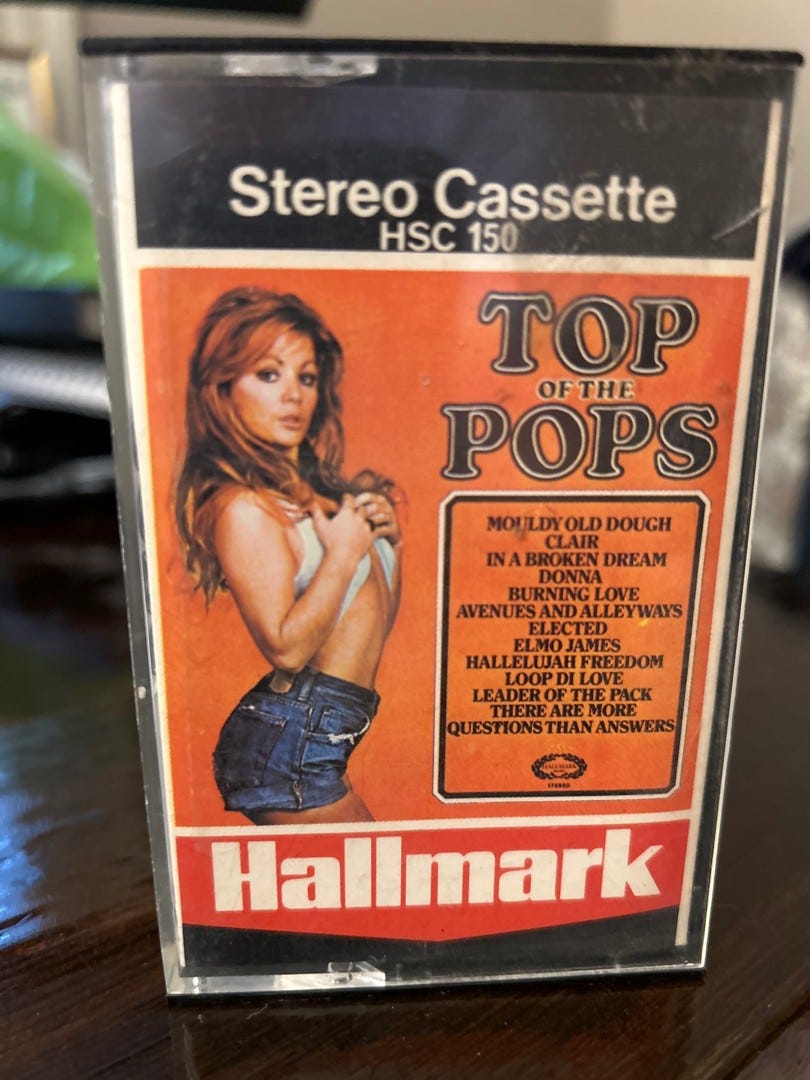 Stereo Cassette
HSC 150
TOP
OF THE
POPS
MOULDY OLD DOUGH
CLAIR
IN A BROKEN DREAM
DONNA
BURNING LOVE
AVENUES AND ALLEYWAYS
ELECTED
ELMO JAMES
HALLELUJAH FREEDOM
LOOP DI LOVE
LEADER OF THE PACK
THERE ARE MORE
QUESTIONS THAN ANSWERS
HALLMARK
STEREO
Hallmark